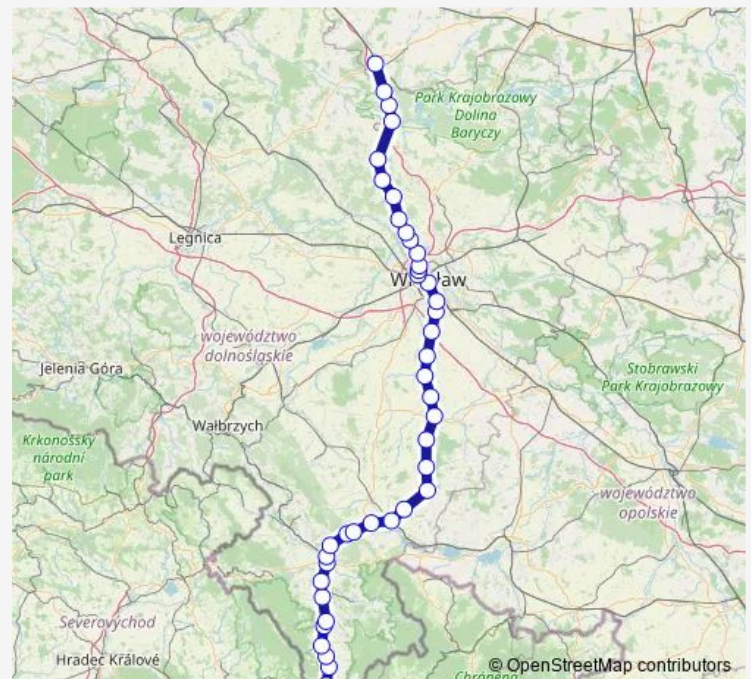 Park Krajobrazowy
Dolina
Baryczy
Legnica
województwo
dolnośląskie
Jelenia Góra
Stobrawski
Park Krajobrazowy
Krkonošský
národní
park
Wałbrzych
województwo
opolskie
Severovýchod
Hradec Králové
© OpenStreetMap contributors